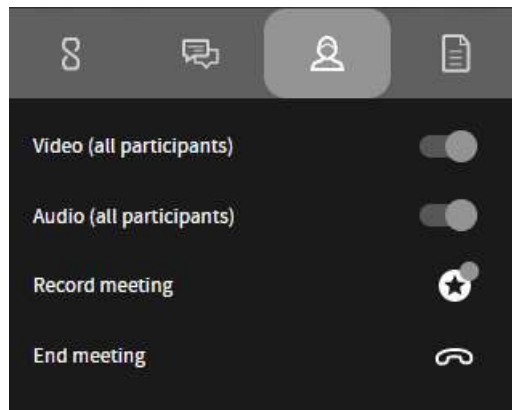 Video (all participants)
Audio (all participants)
Record meeting
End meeting